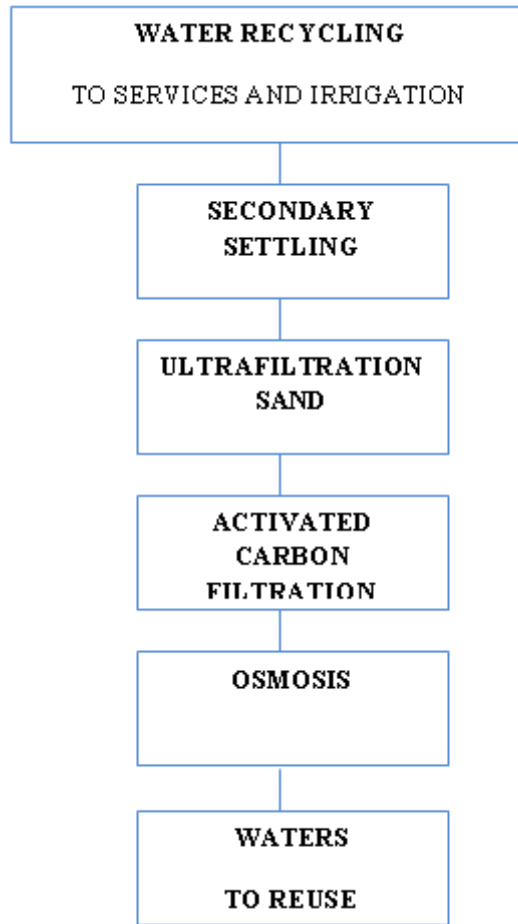 WATER RECYCLING
TO SERVICES AND IRRIGATION
SECONDARY
SETTLING
ULTRAFILTRATION
SAND
ACTIVATED
CARBON
FILTRATION
OSMOSIS
WATERS
TO REUSE